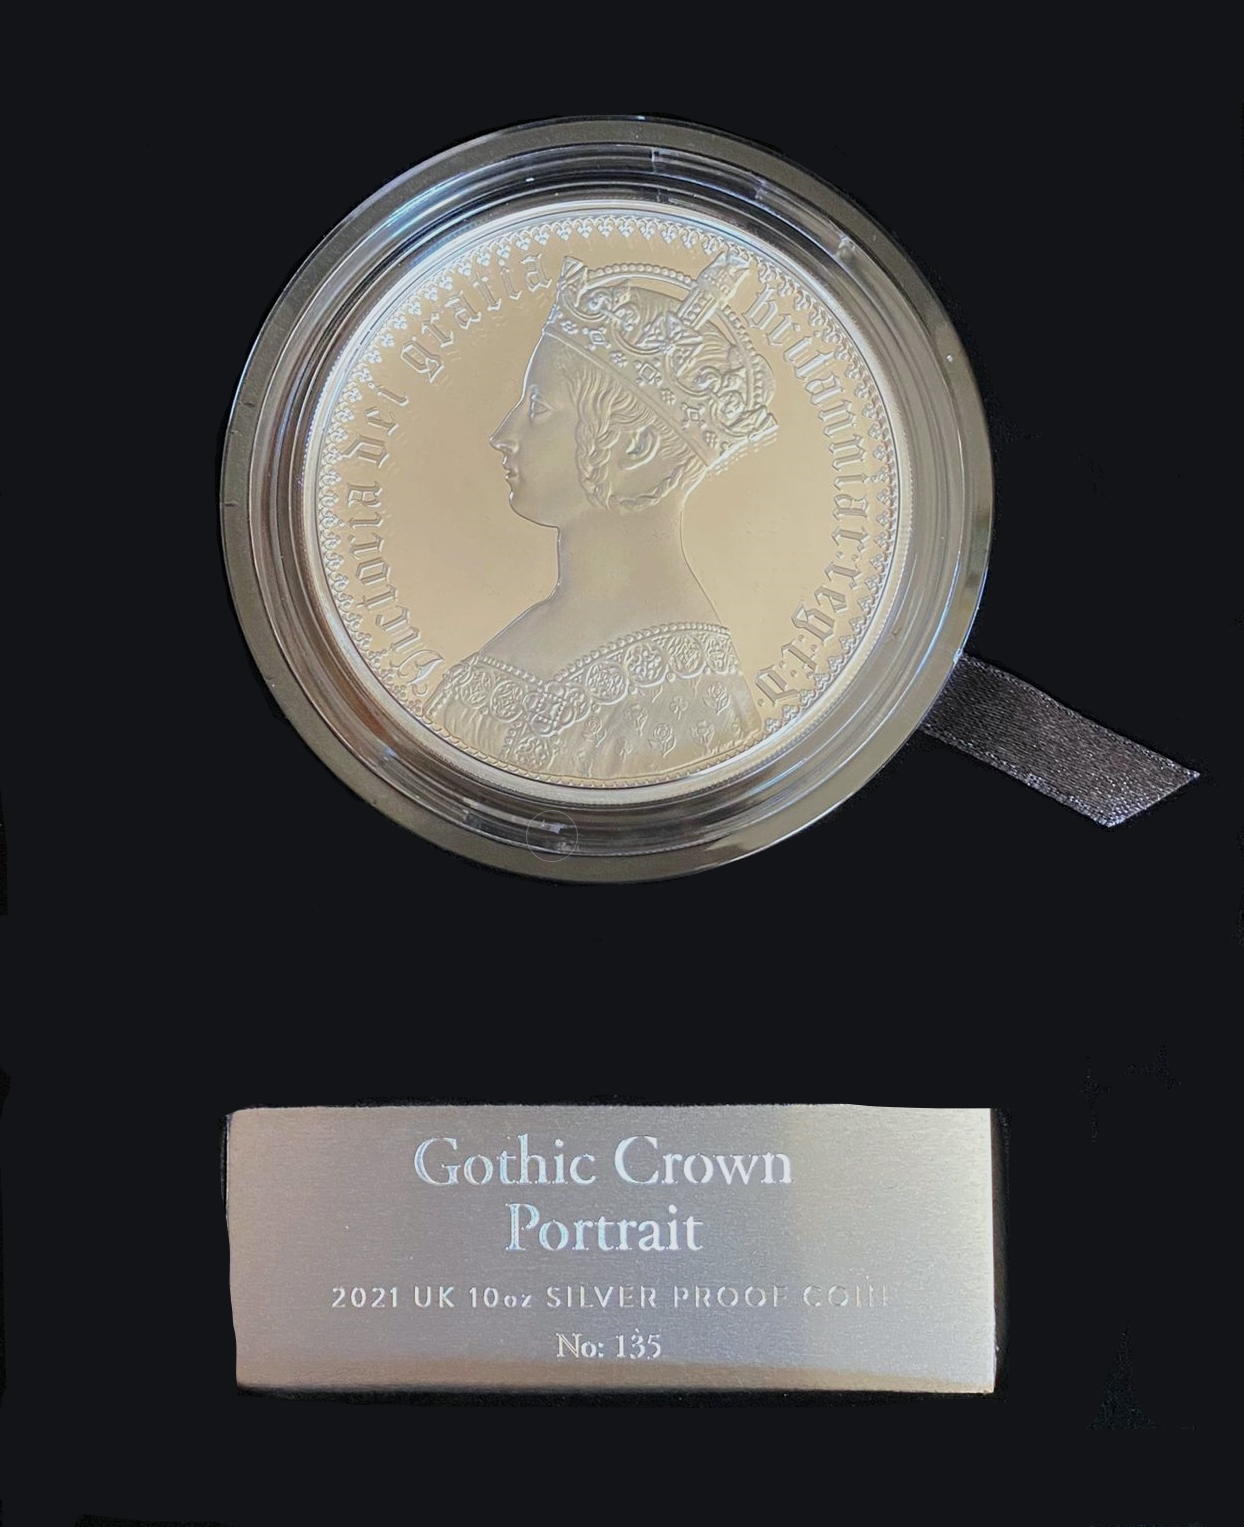 Victoria dei gratia britanniar: reg: f: d.
Gothic Crown
Portrait
2021 UK 10oz SILVER PROOF COIN
No: 135